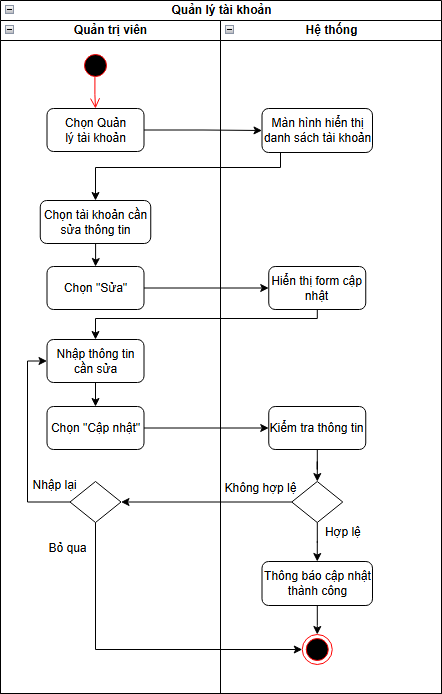 Quản lý tài khoản
Quản trị viên
Hệ thống
Chọn Quản
lý tài khoản
Màn hình hiển thị
danh sách tài khoản
Chọn tài khoản cần
sửa thông tin
Chọn "Sửa"
Hiển thị form cập
nhật
Nhập thông tin
cần sửa
Chọn "Cập nhật"
Kiểm tra thông tin
Nhập lại
Không hợp lệ
Hợp lệ
Bỏ qua
Thông báo cập nhật
thành công